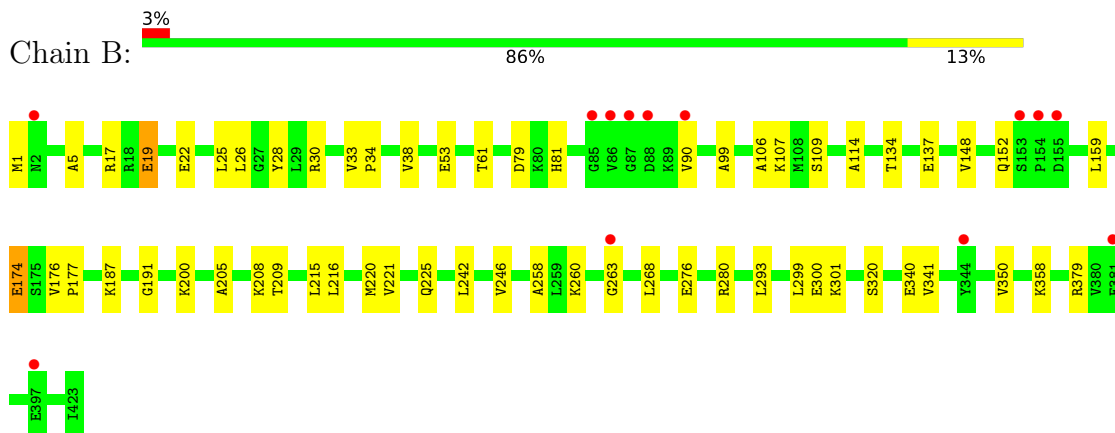 3%
Chain B:
86% 13%
M1 N2 A5 R17 R18 E19 E22 L25 L26 G27 Y28 L29 R30 V33 P34 V38 E53 T61 D79 K80 H81 G85 V86 G87 D88 K89 V90 A99 A106 K107 M108 S109 A114 T134 E137 V148 Q152 S153 P154 D155 L159
E174 S175 V176 P177 K187 G191 K200 A205 K208 T209 L215 L216 M220 V221 Q225 L242 V246 A258 L259 K260 G263 L268 E276 R280 L293 L299 E300 K301 S320 E340 V341 Y344 V350 K358 R379 V380
E397 I423